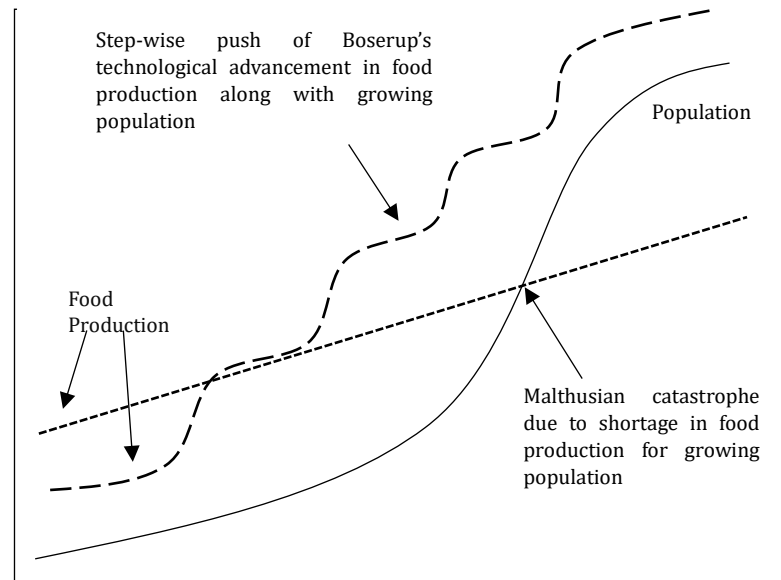 Step-wise push of Boserup’s
technological advancement in food
production along with growing
population
Population
Food
Production
Malthusian catastrophe
due to shortage in food
production for growing
population